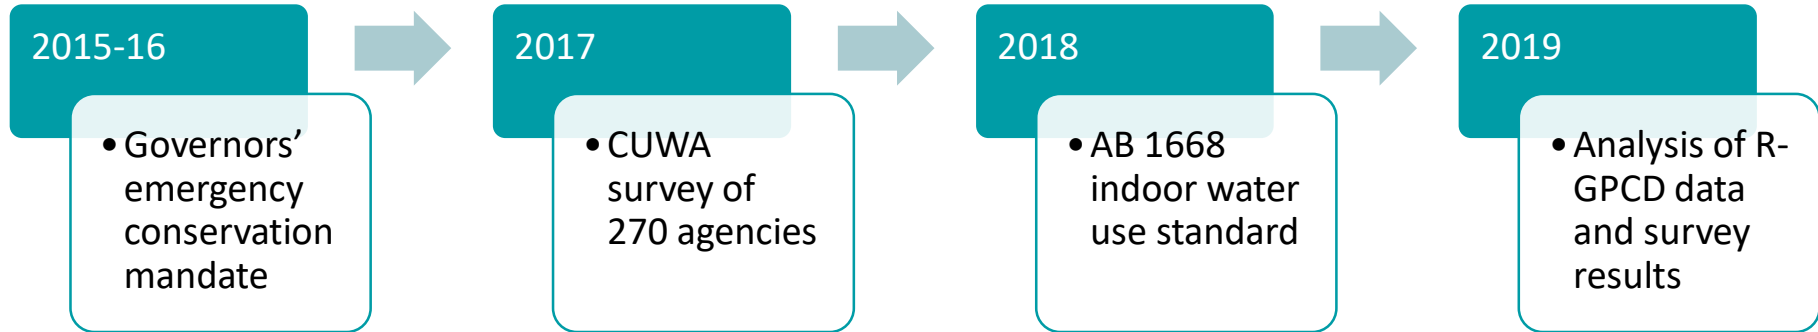 2015-16
• Governors’
emergency
conservation
mandate
2017
• CUWA
survey of
270 agencies
2018
• AB 1668
indoor water
use standard
2019
• Analysis of R-
GPCD data
and survey
results